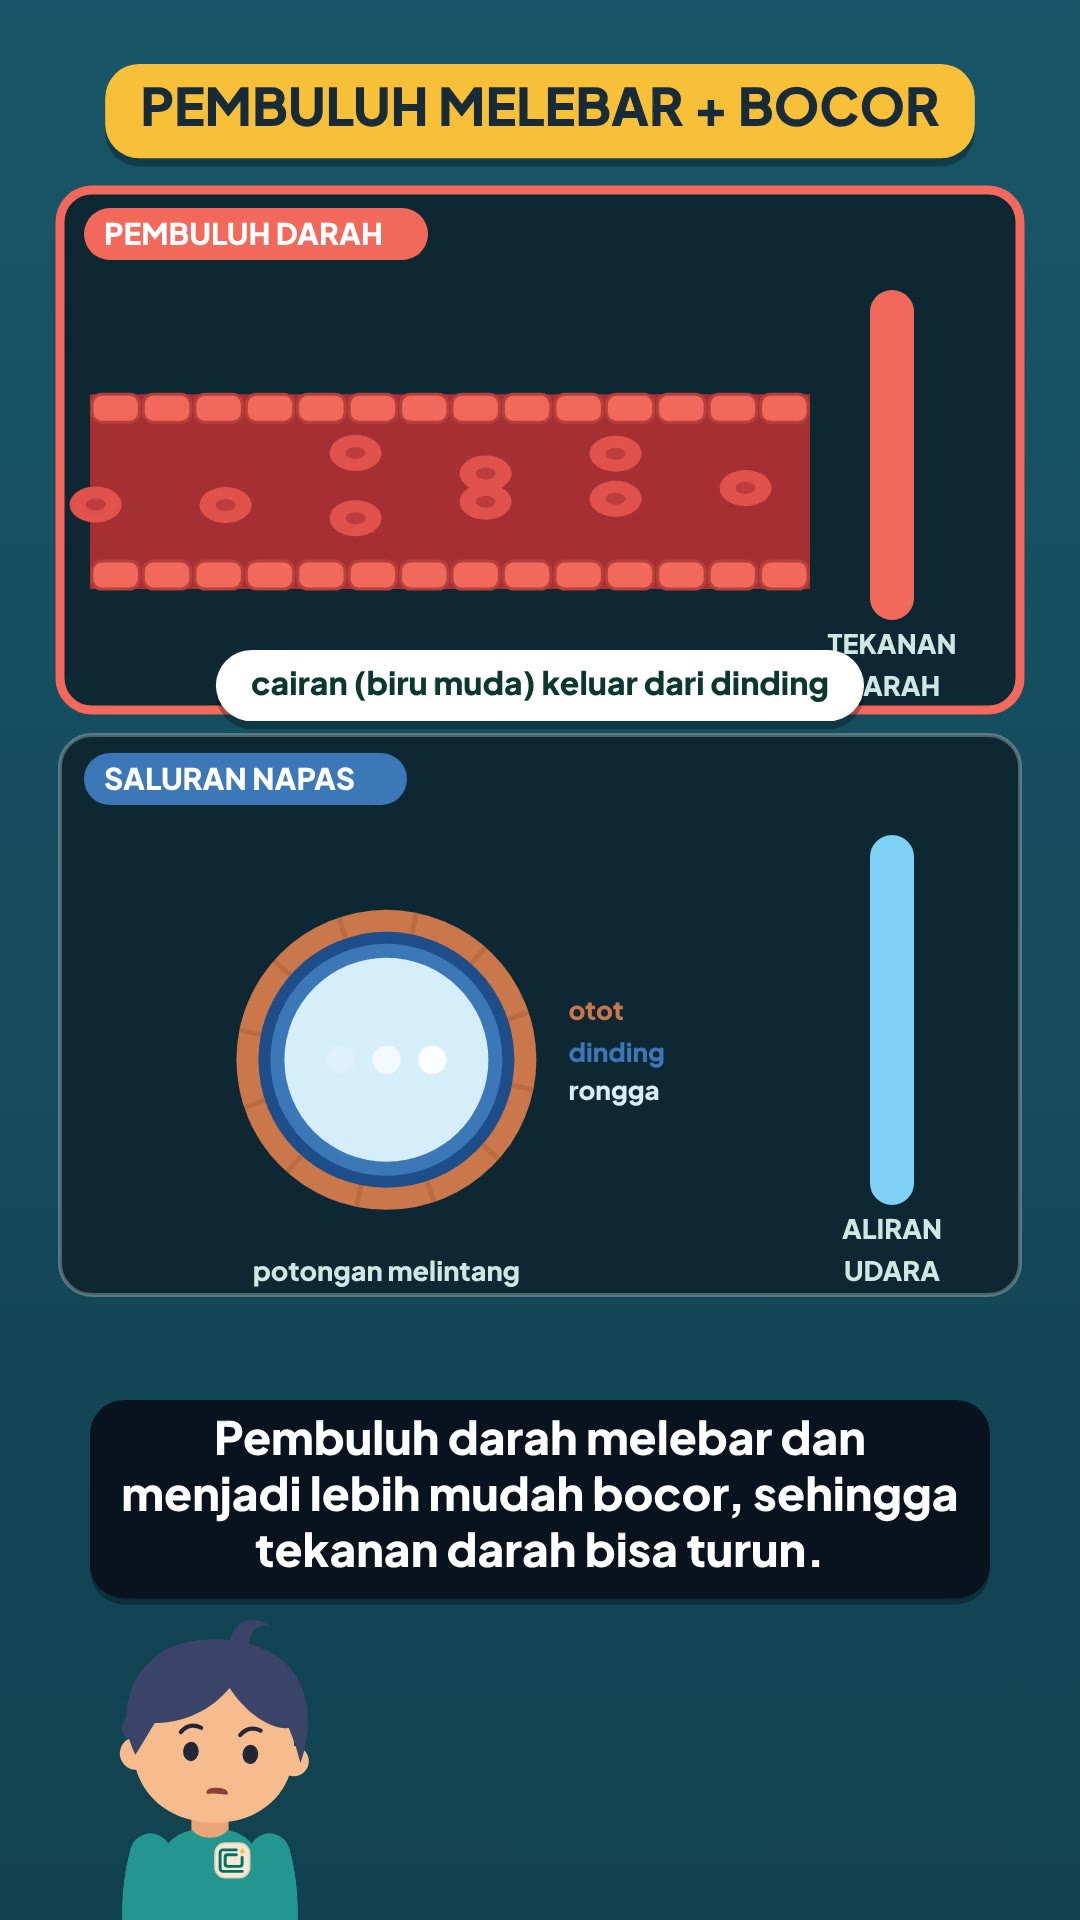 PEMBULUH MELEBAR + BOCOR
PEMBULUH DARAH
TEKANAN
ARAH
cairan (biru muda) keluar dari dinding
SALURAN NAPAS
otot
dinding
rongga
ALIRAN
UDARA
potongan melintang
Pembuluh darah melebar dan
menjadi lebih mudah bocor, sehingga
tekanan darah bisa turun.